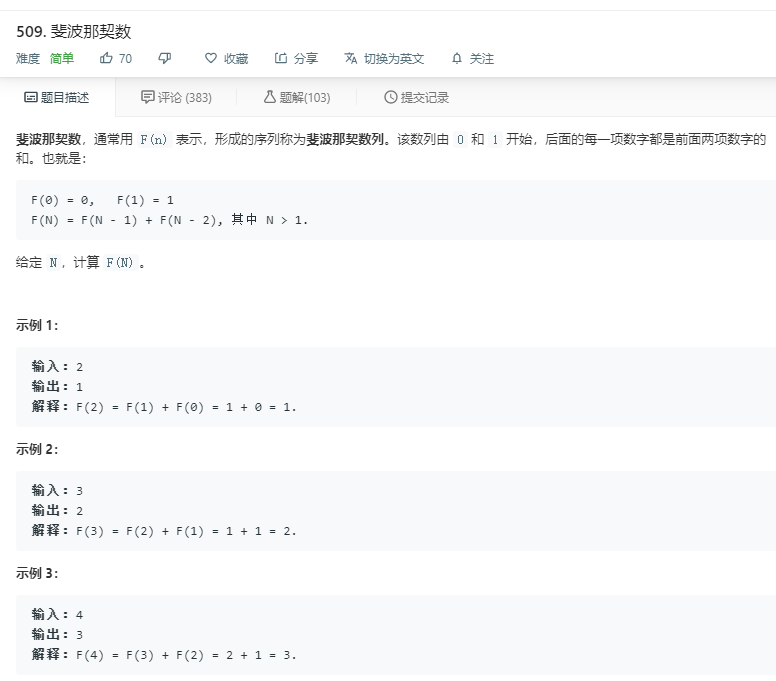 509. 斐波那契数
难度 简单 70 收藏 分享 切换为英文 关注
题目描述 评论 (383) 题解(103) 提交记录
斐波那契数，通常用 F(n) 表示，形成的序列称为斐波那契数列。该数列由 0 和 1 开始，后面的每一项数字都是前面两项数字的
和。也就是：
F(0) = 0,   F(1) = 1
F(N) = F(N - 1) + F(N - 2), 其中 N > 1.
给定 N，计算 F(N)。
示例 1：
输入：2
输出：1
解释：F(2) = F(1) + F(0) = 1 + 0 = 1.
示例 2：
输入：3
输出：2
解释：F(3) = F(2) + F(1) = 1 + 1 = 2.
示例 3：
输入：4
输出：3
解释：F(4) = F(3) + F(2) = 2 + 1 = 3.